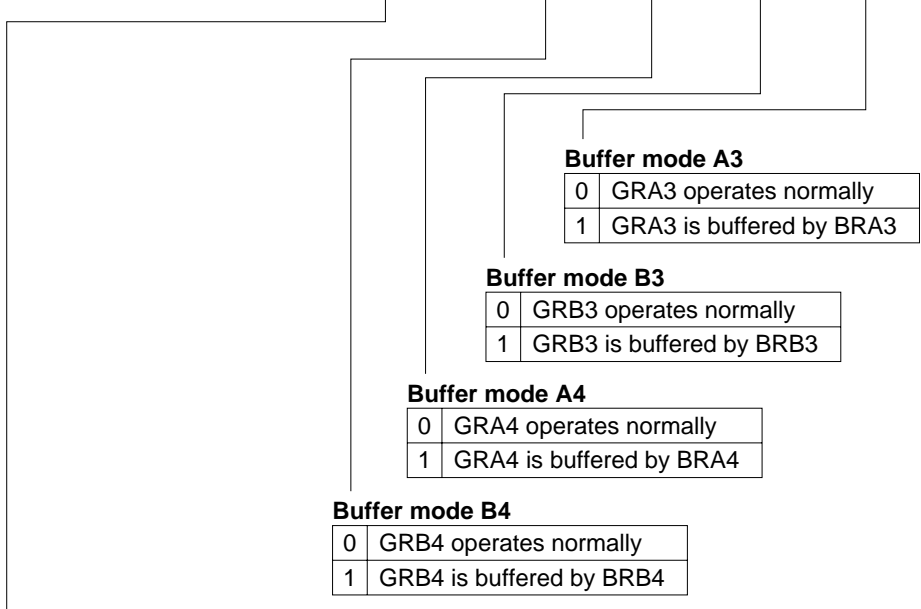 Buffer mode A3
0 GRA3 operates normally
1 GRA3 is buffered by BRA3
Buffer mode B3
0 GRB3 operates normally
1 GRB3 is buffered by BRB3
Buffer mode A4
0 GRA4 operates normally
1 GRA4 is buffered by BRA4
Buffer mode B4
0 GRB4 operates normally
1 GRB4 is buffered by BRB4